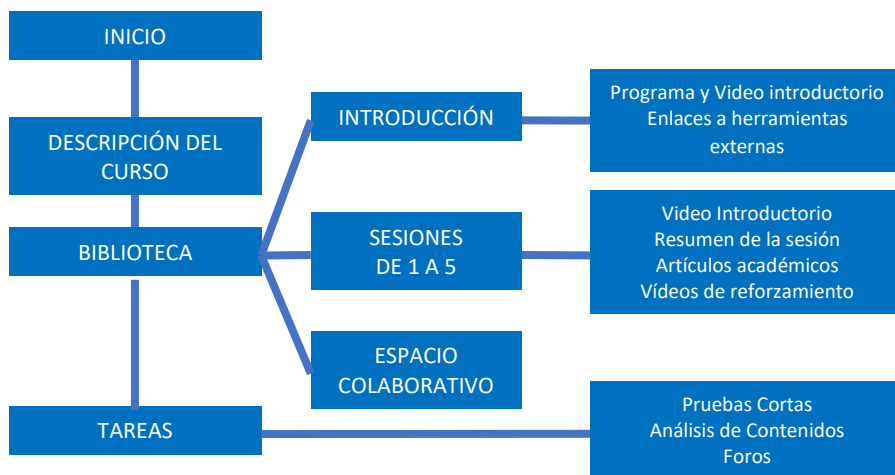 INICIO
DESCRIPCIÓN DEL
CURSO
BIBLIOTECA
TAREAS
INTRODUCCIÓN
SESIONES
DE 1 A 5
ESPACIO
COLABORATIVO
Programa y Video introductorio
Enlaces a herramientas
externas
Video Introductorio
Resumen de la sesión
Artículos académicos
Vídeos de reforzamiento
Pruebas Cortas
Análisis de Contenidos
Foros